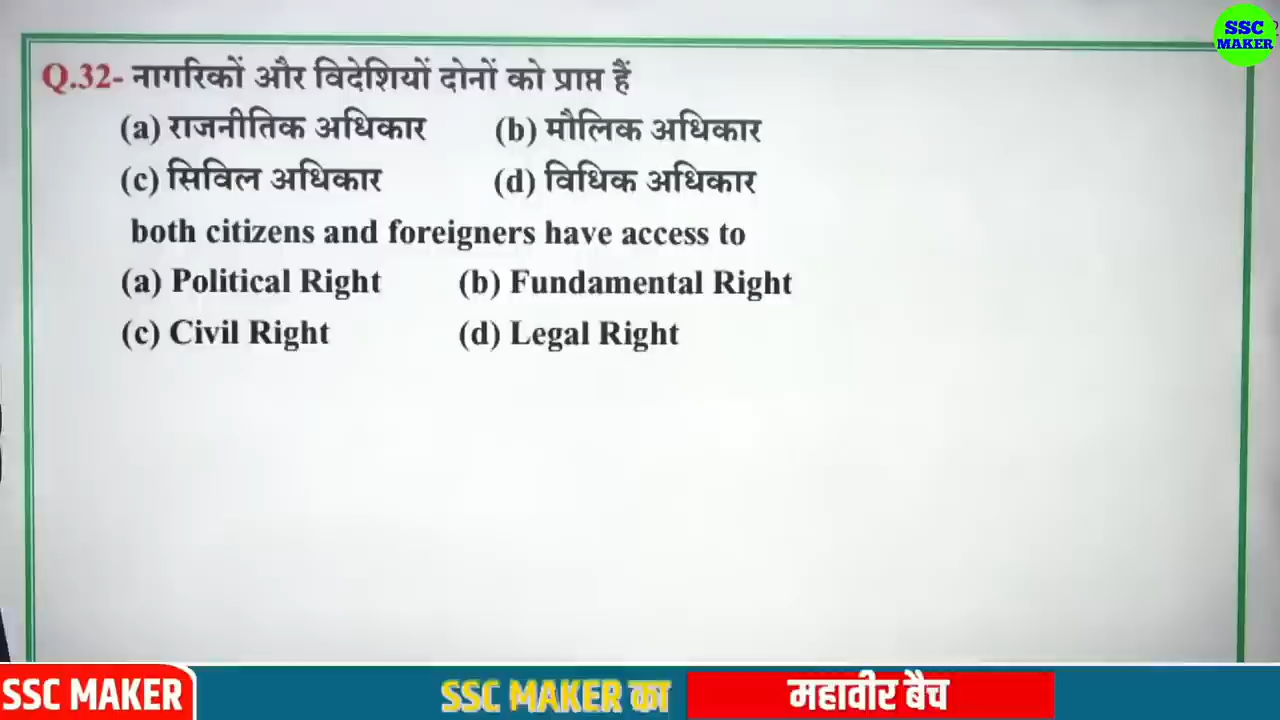 SSC
MAKER
Q.32- नागरिकों और विदेशियों दोनों को प्राप्त हैं
(a) राजनीतिक अधिकार (b) मौलिक अधिकार
(c) सिविल अधिकार (d) विधिक अधिकार
both citizens and foreigners have access to
(a) Political Right (b) Fundamental Right
(c) Civil Right (d) Legal Right
SSC MAKER SSC MAKER का महावीर बैच